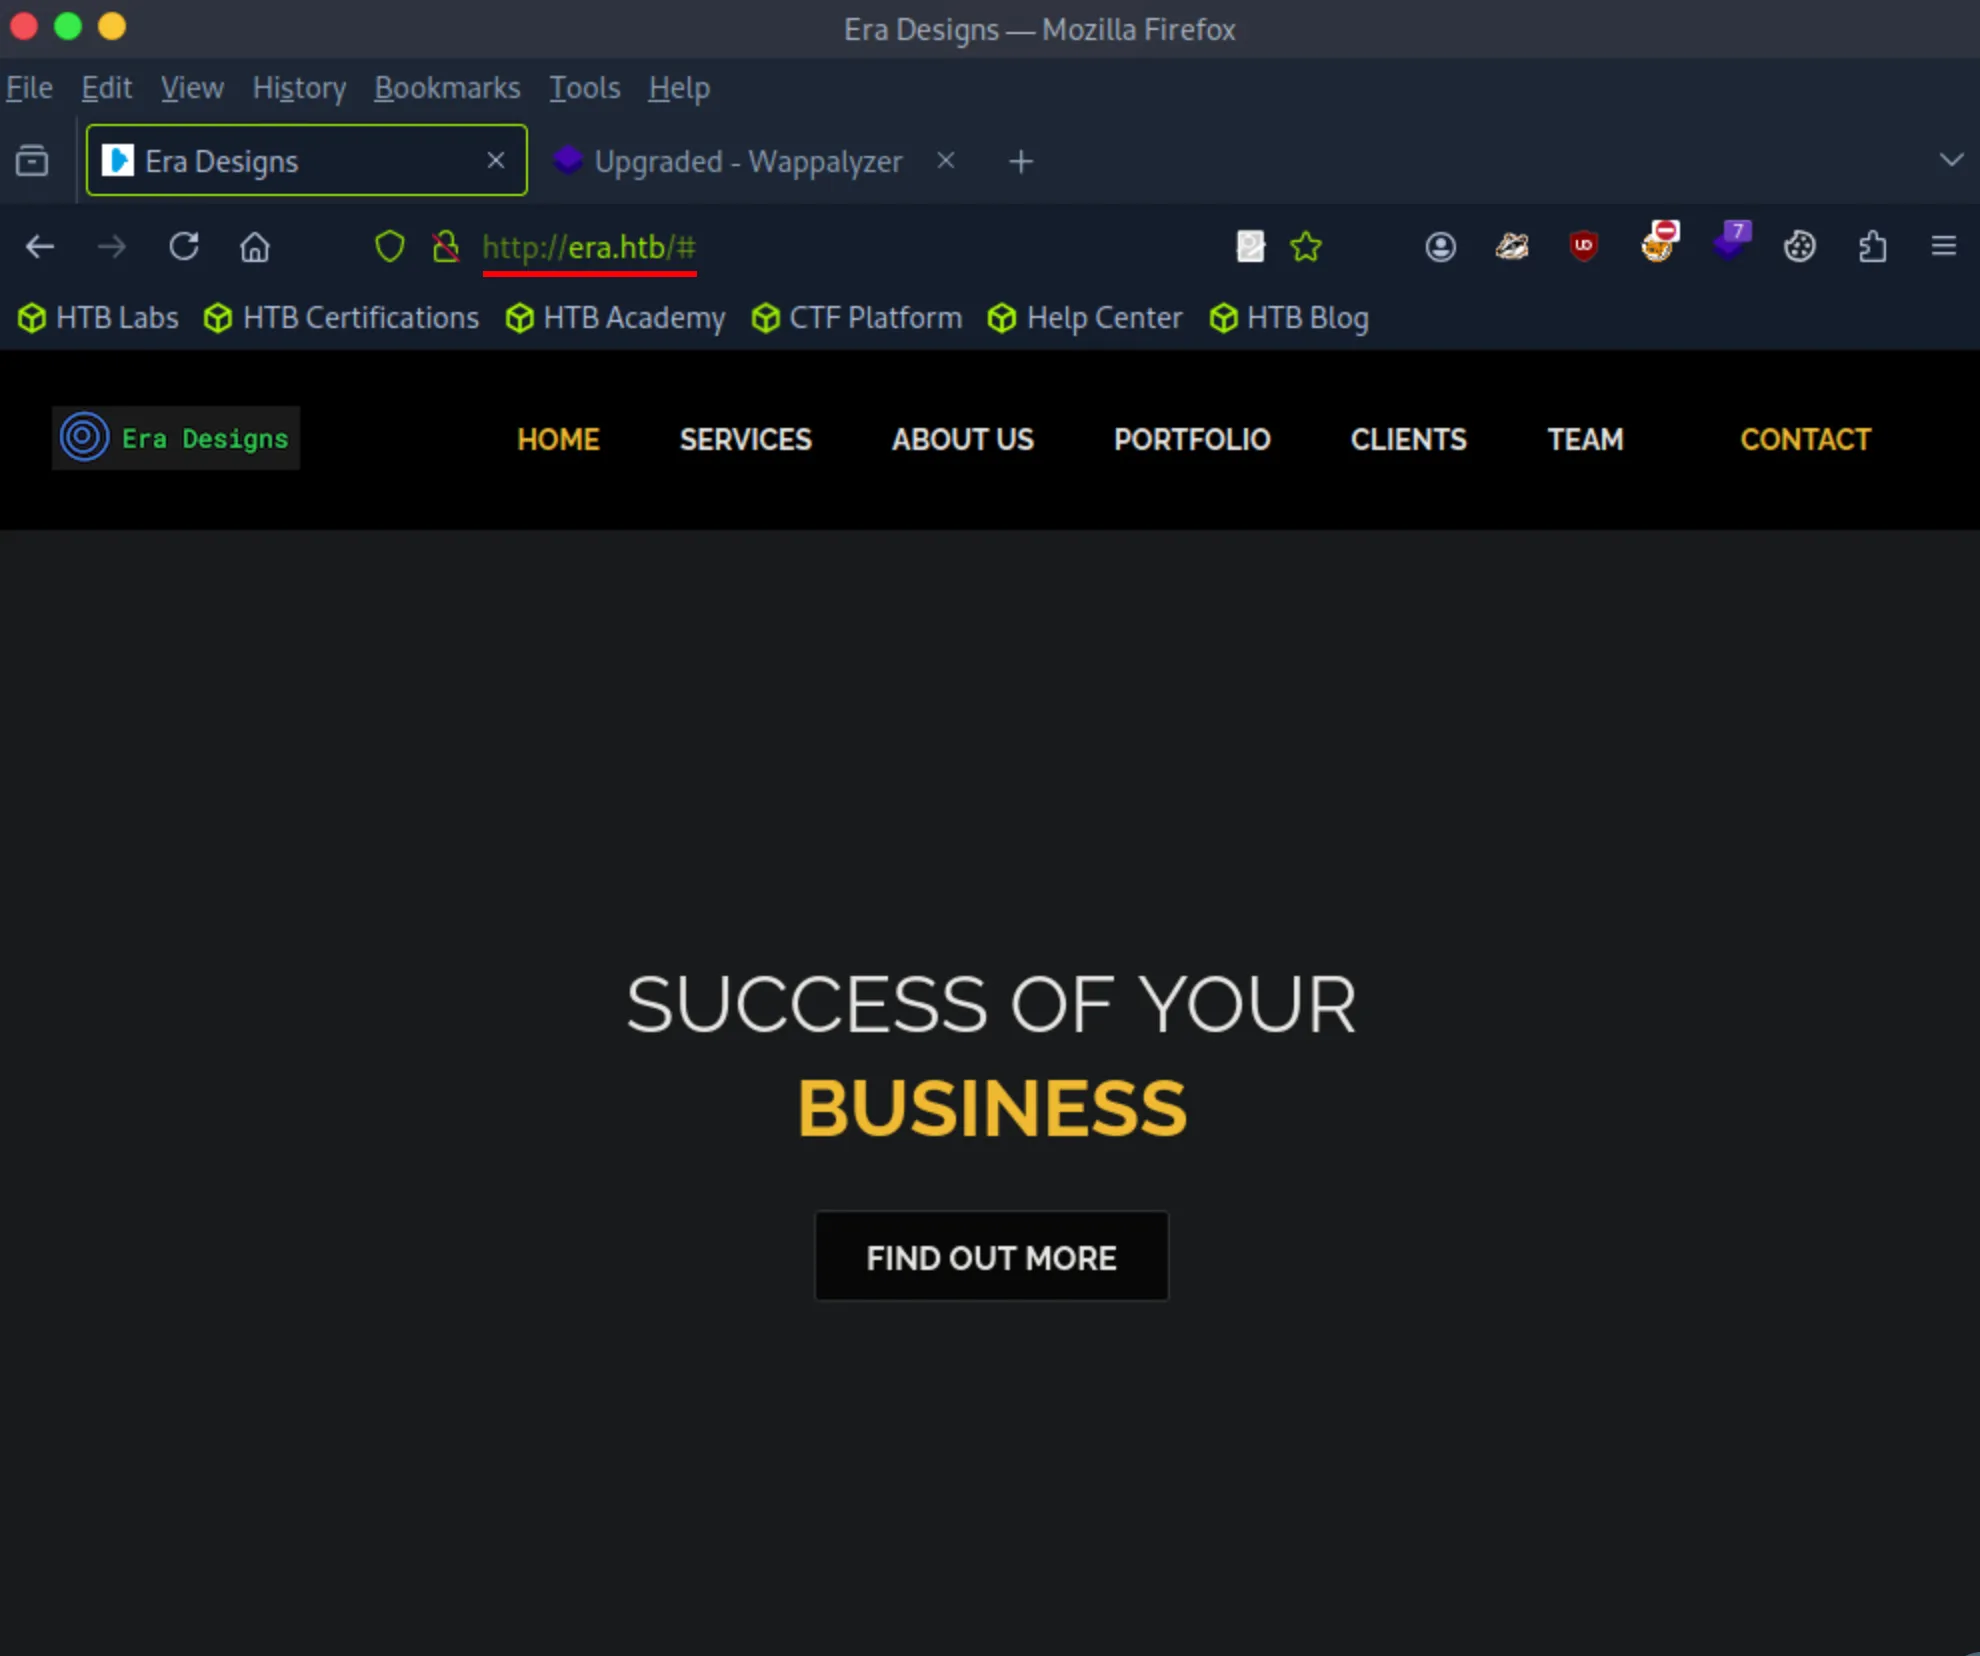 Era Designs — Mozilla Firefox
File Edit View History Bookmarks Tools Help
Era Designs Upgraded - Wappalyzer
http://era.htb/# 7
HTB Labs HTB Certifications HTB Academy CTF Platform Help Center HTB Blog
Era Designs HOME SERVICES ABOUT US PORTFOLIO CLIENTS TEAM CONTACT
SUCCESS OF YOUR
BUSINESS
FIND OUT MORE